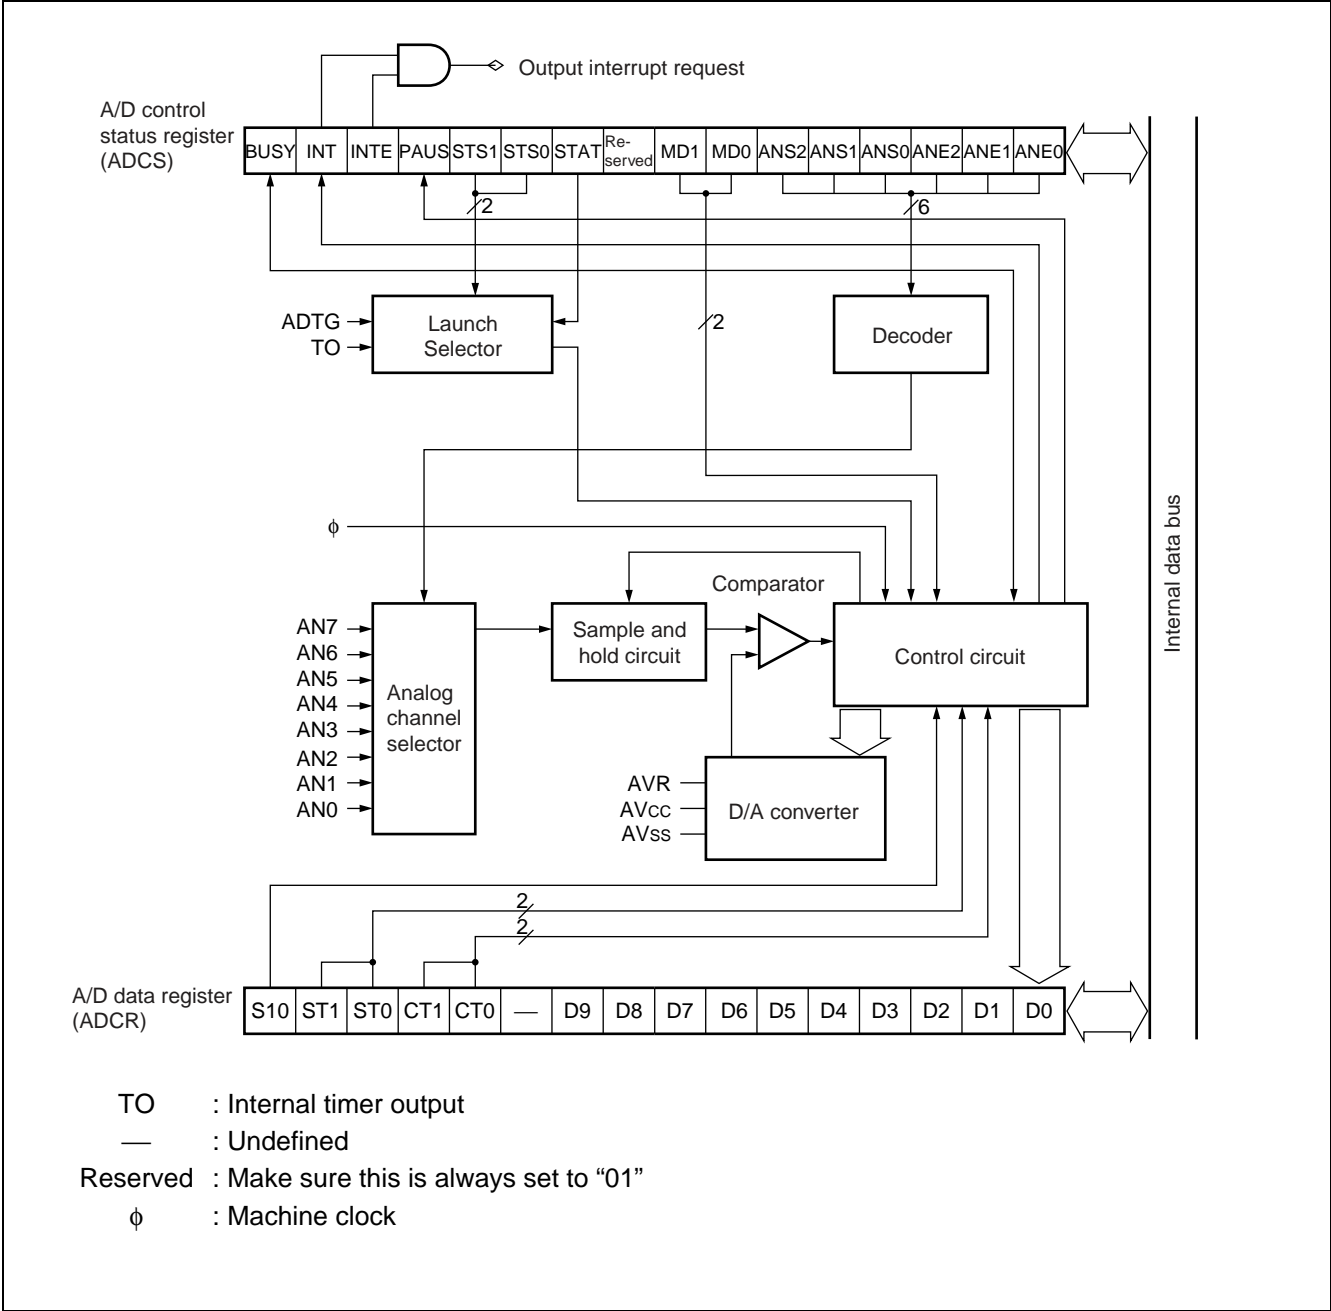 Output interrupt request
A/D control
status register
(ADCS)
BUSY INT INTE PAUS STS1 STS0 STAT Re-
served MD1 MD0 ANS2 ANS1 ANS0 ANE2 ANE1 ANE0
2
6
ADTG
TO
Launch
Selector
2
Decoder
ϕ
Internal data bus
Comparator
AN7
AN6
AN5
AN4
AN3
AN2
AN1
AN0
Analog
channel
selector
Sample and
hold circuit
Control circuit
AVR
AVCC
AVSS
D/A converter
2
2
A/D data register
(ADCR)
S10 ST1 ST0 CT1 CT0 — D9 D8 D7 D6 D5 D4 D3 D2 D1 D0
TO : Internal timer output
— : Undefined
Reserved : Make sure this is always set to “01”
ϕ : Machine clock